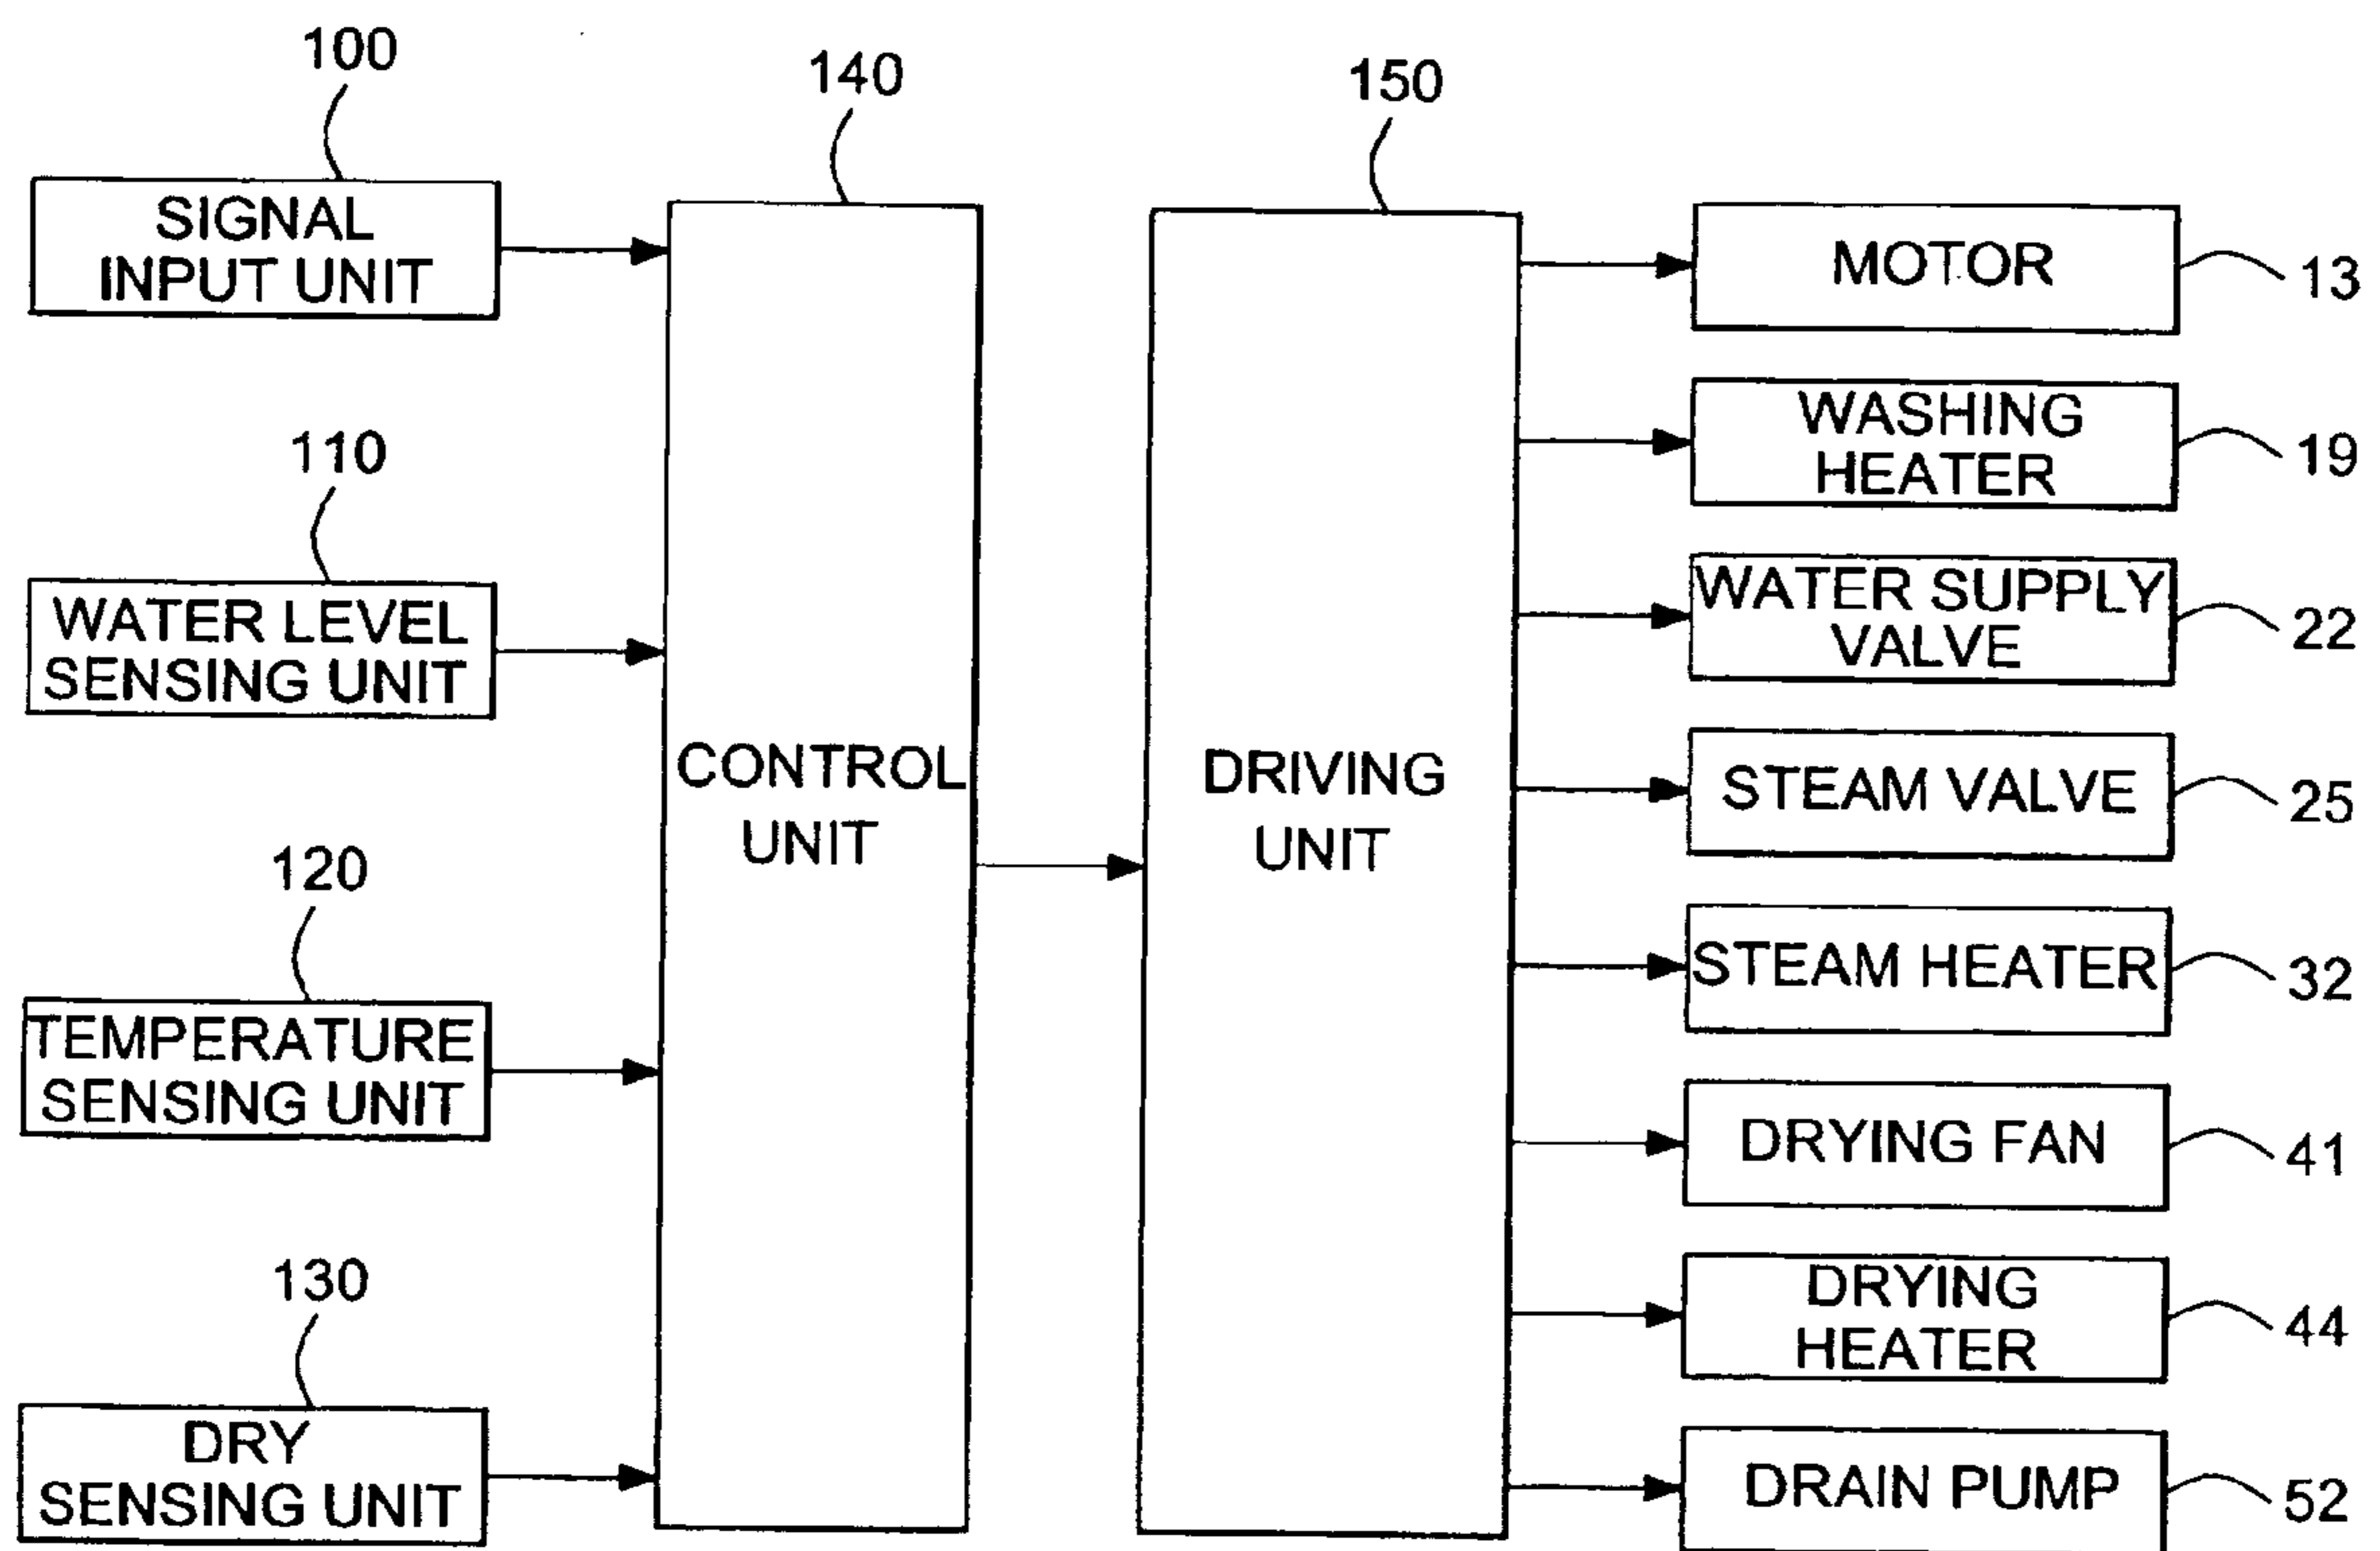 100
SIGNAL
INPUT UNIT
110
WATER LEVEL
SENSING UNIT
120
TEMPERATURE
SENSING UNIT
130
DRY
SENSING UNIT
140
CONTROL
UNIT
150
DRIVING
UNIT
MOTOR
13
WASHING
HEATER
19
WATER SUPPLY
VALVE
22
STEAM VALVE
25
STEAM HEATER
32
DRYING FAN
41
DRYING
HEATER
44
DRAIN PUMP
52